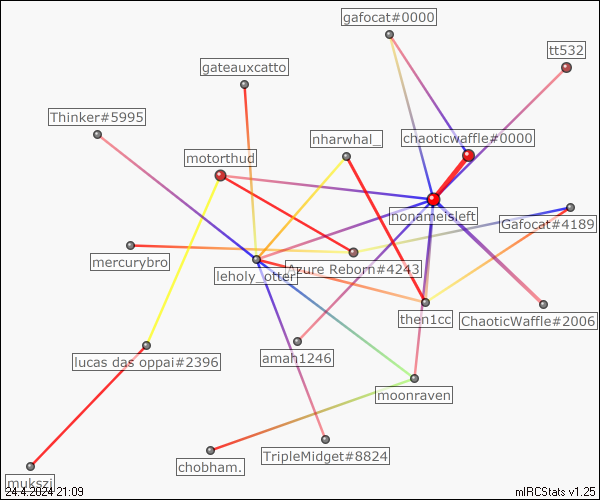 gafocat#0000
tt532
gateauxcatto
Thinker#5995
nharwhal_
chaoticwaffle#0000
motorthud
nonameisleft
Gafocat#4189
mercurybro
leholy_otter
Azure Reborn#4243
then1cc
ChaoticWaffle#2006
amah1246
lucas das oppai#2396
moonraven
TripleMidget#8824
chobham.
mukszi
24.4.2024 21:09
mIRCStats v1.25